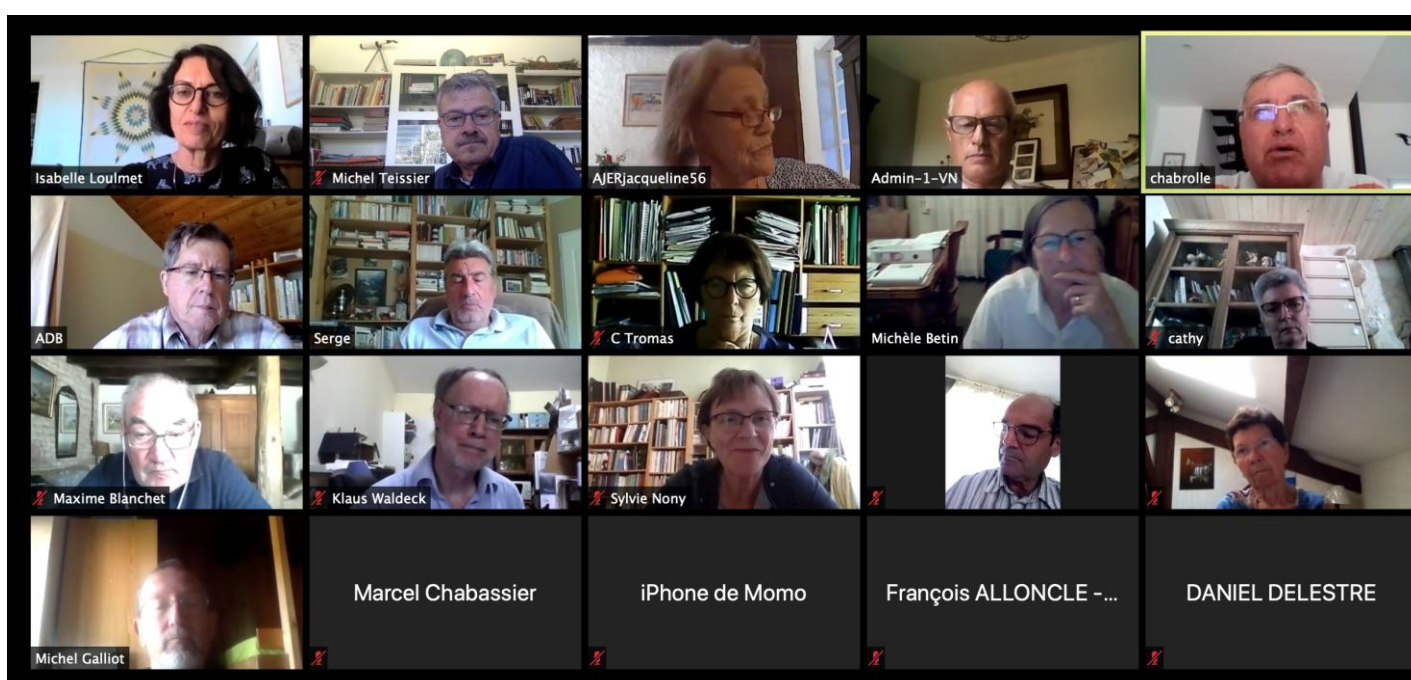 Isabelle Loulmet
Michel Teissier
AJERjacqueline56
Admin-1-VN
chabrolle
ADB
Serge
C Tromas
Michèle Betin
cathy
Maxime Blanchet
Klaus Waldeck
Sylvie Nony
Michel Galliot
Marcel Chabassier
iPhone de Momo
François ALLONCLE -...
DANIEL DELESTRE